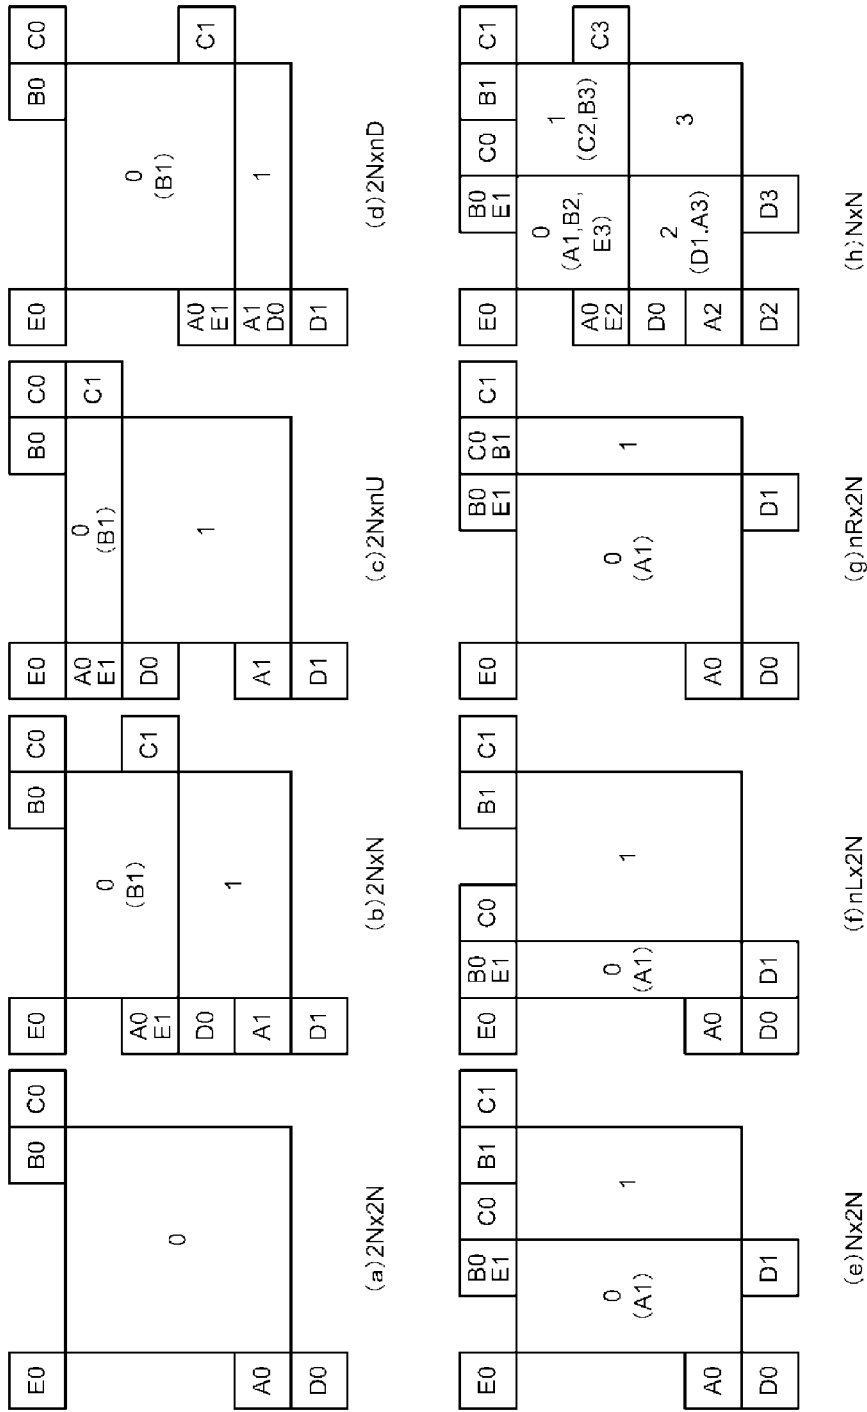 E0
B0
C0
0
A0
D0
(a)2Nx2N
E0
B0
C0
0
(B1)
A0
E1
C1
D0
1
A1
D1
(b)2NxN
E0
B0
C0
A0
E1
0
(B1)
C1
D0
1
A1
D1
(c)2NxnU
E0
B0
C0
0
(B1)
A0
E1
C1
A1
D0
1
D1
(d)2NxnD
E0
B0
E1
C0
B1
C1
0
(A1)
1
A0
D0
D1
(e)Nx2N
E0
B0
E1
C0
B1
C1
0
(A1)
1
A0
D0
D1
(f)nLx2N
E0
B0
E1
C0
B1
C1
0
(A1)
1
A0
D0
D1
(g)nRx2N
E0
B0
E1
C0
B1
C1
0
(A1,B2,
E3)
1
(C2,B3)
A0
E2
C3
D0
2
(D1.A3)
3
A2
D2
D3
(h)NxN